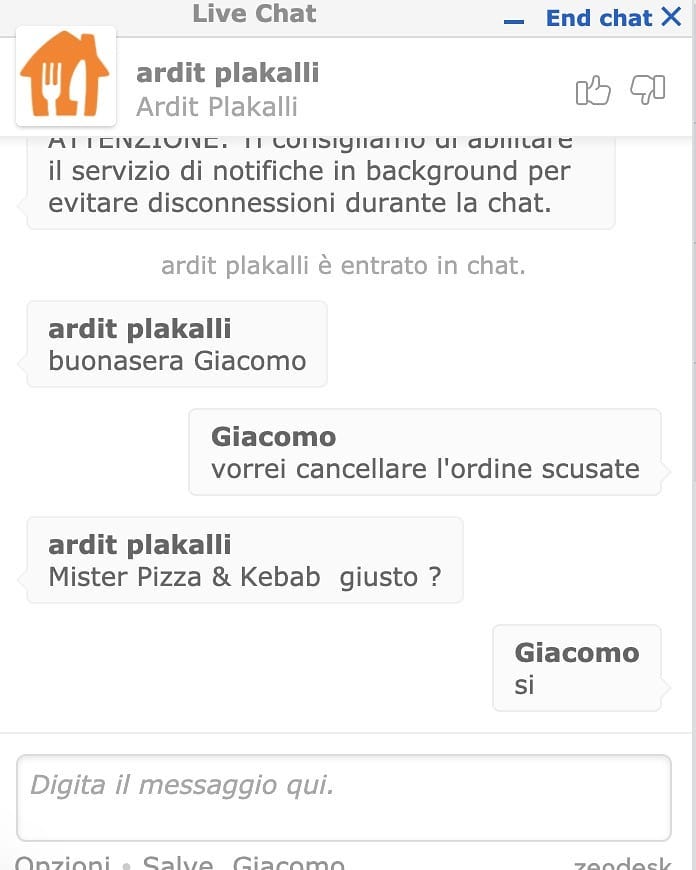 Live Chat
End chat
ardit plakalli
Ardit Plakalli
ATTENZIONE: Ti consigliamo di abilitare
il servizio di notifiche in background per
evitare disconnessioni durante la chat.
ardit plakalli è entrato in chat.
ardit plakalli
buonasera Giacomo
Giacomo
vorrei cancellare l'ordine scusate
ardit plakalli
Mister Pizza & Kebab  giusto ?
Giacomo
si
Digita il messaggio qui.
Opzioni • Salve, Giacomo
zendesk